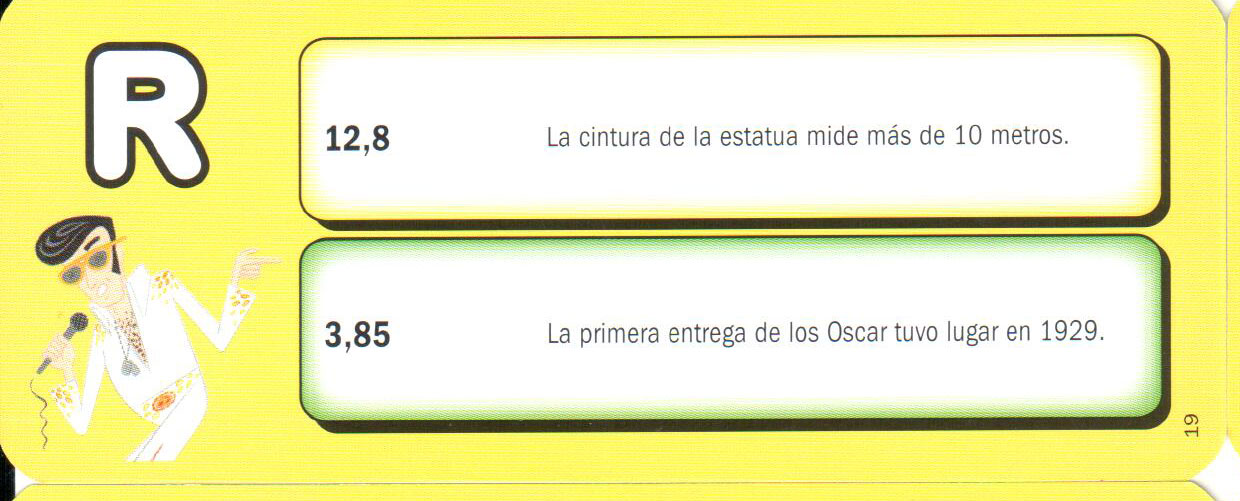 R
12,8 La cintura de la estatua mide más de 10 metros.
3,85 La primera entrega de los Oscar tuvo lugar en 1929.
19